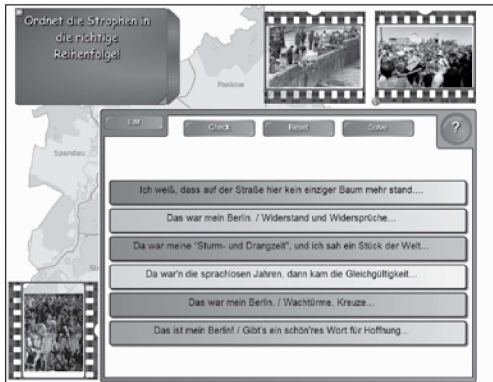 Ordnet die Strophen in
die richtige
Reihenfolge!
Pankow
Spandau
Edit
Check
Reset
Solve
?
Ich weiß, dass auf der Straße hier kein einziger Baum mehr stand....
Das war mein Berlin. / Widerstand und Widersprüche...
Da war meine "Sturm- und Drangzeit", und ich sah ein Stück der Welt...
Da war'n die sprachlosen Jahren, dann kam die Gleichgültigkeit...
Das war mein Berlin. / Wachtürme, Kreuze...
Das ist mein Berlin! / Gibt's ein schön'res Wort für Hoffnung...